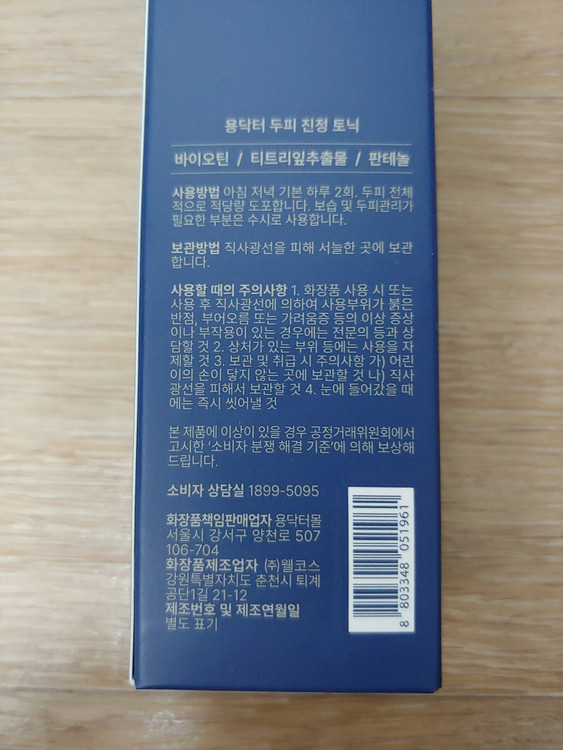 용닥터 두피 진정 토닉
바이오틴 / 티트리잎추출물 / 판테놀
사용방법 아침 저녁 기본 하루 2회. 두피 전체
적으로 적당량 도포합니다. 보습 및 두피관리가
필요한 부분은 수시로 사용합니다.
보관방법 직사광선을 피해 서늘한 곳에 보관
합니다.
사용할 때의 주의사항 1. 화장품 사용 시 또는
사용 후 직사광선에 의하여 사용부위가 붉은
반점, 부어오름 또는 가려움증 등의 이상 증상
이나 부작용이 있는 경우에는 전문의 등과 상
담할 것 2. 상처가 있는 부위 등에는 사용을 자
제할 것 3. 보관 및 취급 시 주의사항 가) 어린
이의 손이 닿지 않는 곳에 보관할 것 나) 직사
광선을 피해서 보관할 것 4. 눈에 들어갔을 때
에는 즉시 씻어낼 것
본 제품에 이상이 있을 경우 공정거래위원회에서
고시한 '소비자 분쟁 해결 기준'에 의해 보상해
드립니다.
소비자 상담실 1899-5095
화장품책임판매업자 용닥터몰
서울시 강서구 양천로 507
106-704
화장품제조업자 (주)웰코스
강원특별자치도 춘천시 퇴계
공단1길 21-12
제조번호 및 제조연월일
별도 표기
8 803348 051961